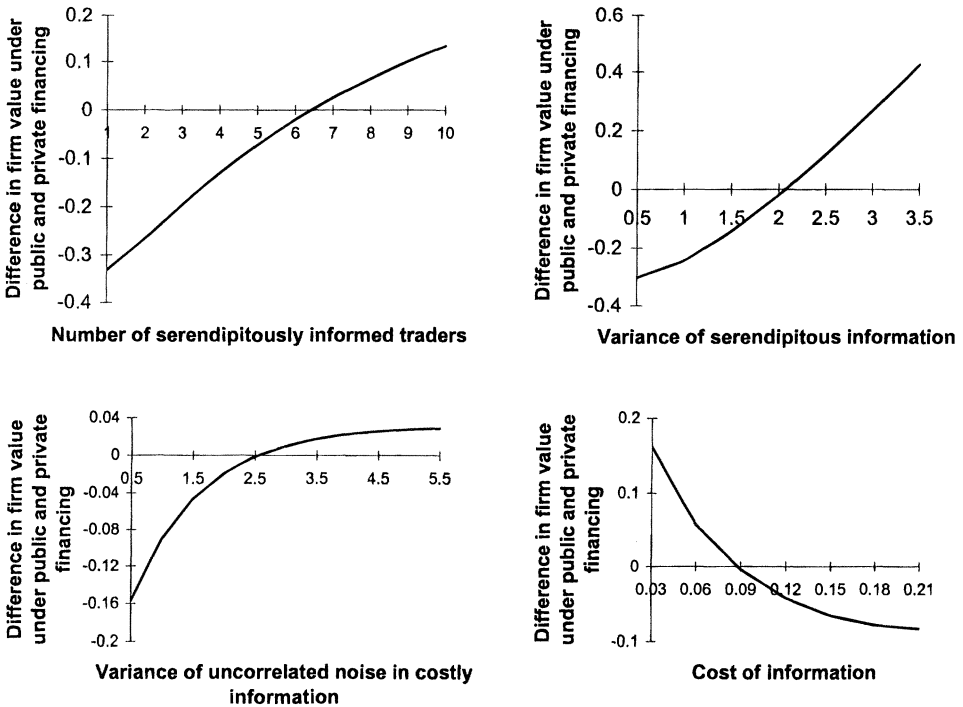 Difference in firm value under
public and private financing
0.2
0.1
0
-0.1
-0.2
-0.3
-0.4
1 2 3 4 5 6 7 8 9 10
Number of serendipitously informed traders
Difference in firm value under
public and private financing
0.6
0.4
0.2
0
-0.2
-0.4
0.5 1 1.5 2 2.5 3 3.5
Variance of serendipitous information
Difference in firm value
under public and private
financing
0.04
0
-0.04
-0.08
-0.12
-0.16
-0.2
0.5 1.5 2.5 3.5 4.5 5.5
Variance of uncorrelated noise in costly
information
Difference in firm value
under public and private
financing
0.2
0.1
0
-0.1
0.03 0.06 0.09 0.12 0.15 0.18 0.21
Cost of information